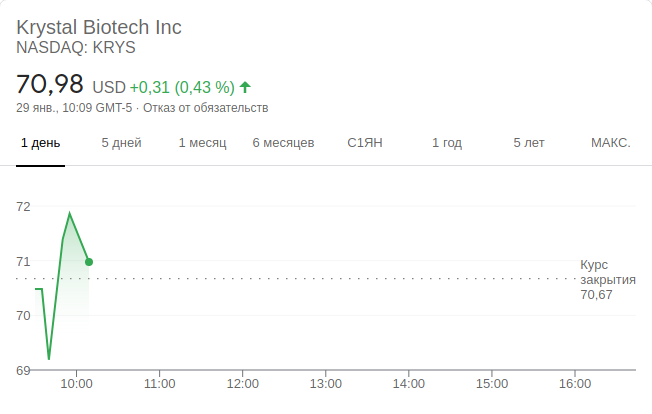 Krystal Biotech Inc
NASDAQ: KRYS
70,98 USD +0,31 (0,43 %)
29 янв., 10:09 GMT-5 · Отказ от обязательств
1 день 5 дней 1 месяц 6 месяцев С1ЯН 1 год 5 лет МАКС.
72
71
Курс
закрытия
70,67
70
69
10:00 11:00 12:00 13:00 14:00 15:00 16:00